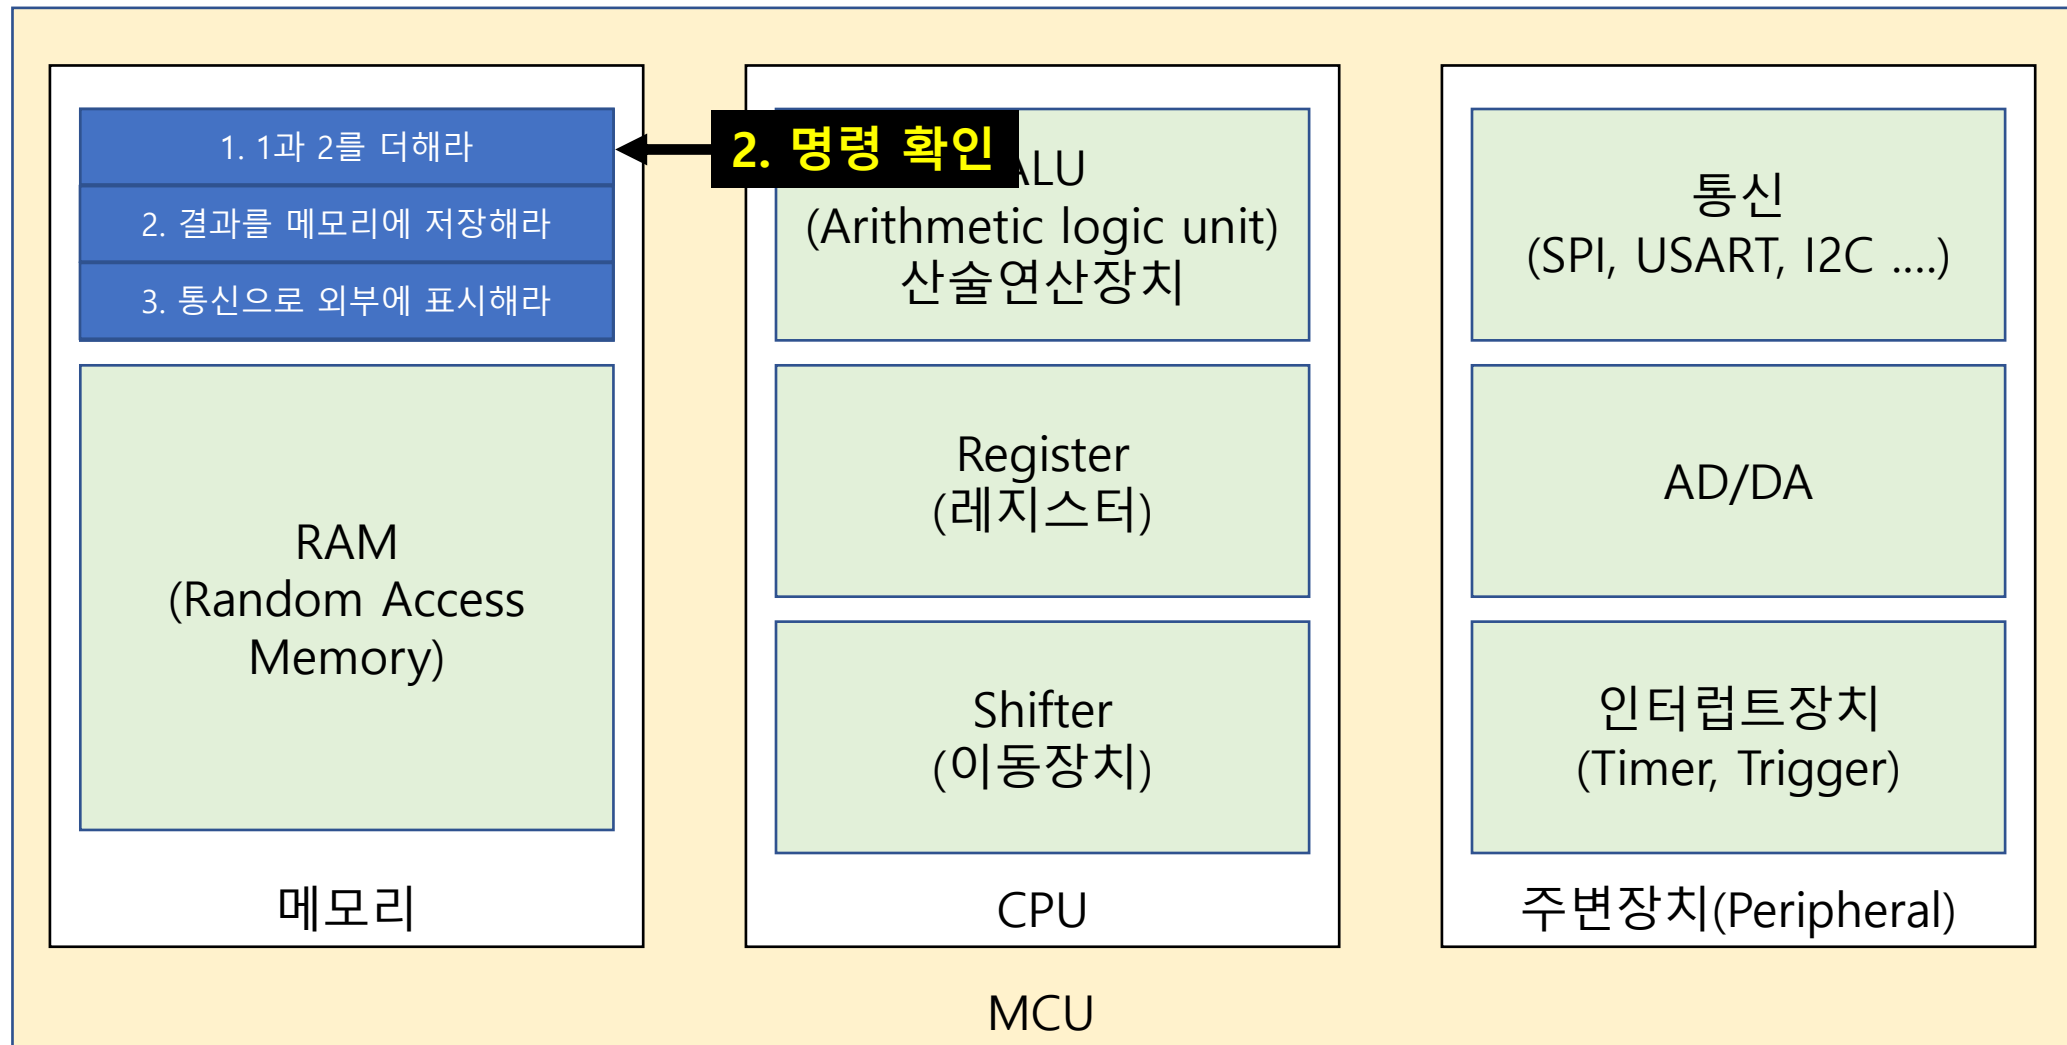 1. 1과 2를 더해라
2. 결과를 메모리에 저장해라
3. 통신으로 외부에 표시해라
RAM
(Random Access
Memory)
메모리
2. 명령 확인
ALU
(Arithmetic logic unit)
산술연산장치
Register
(레지스터)
Shifter
(이동장치)
CPU
통신
(SPI, USART, I2C ....)
AD/DA
인터럽트장치
(Timer, Trigger)
주변장치(Peripheral)
MCU